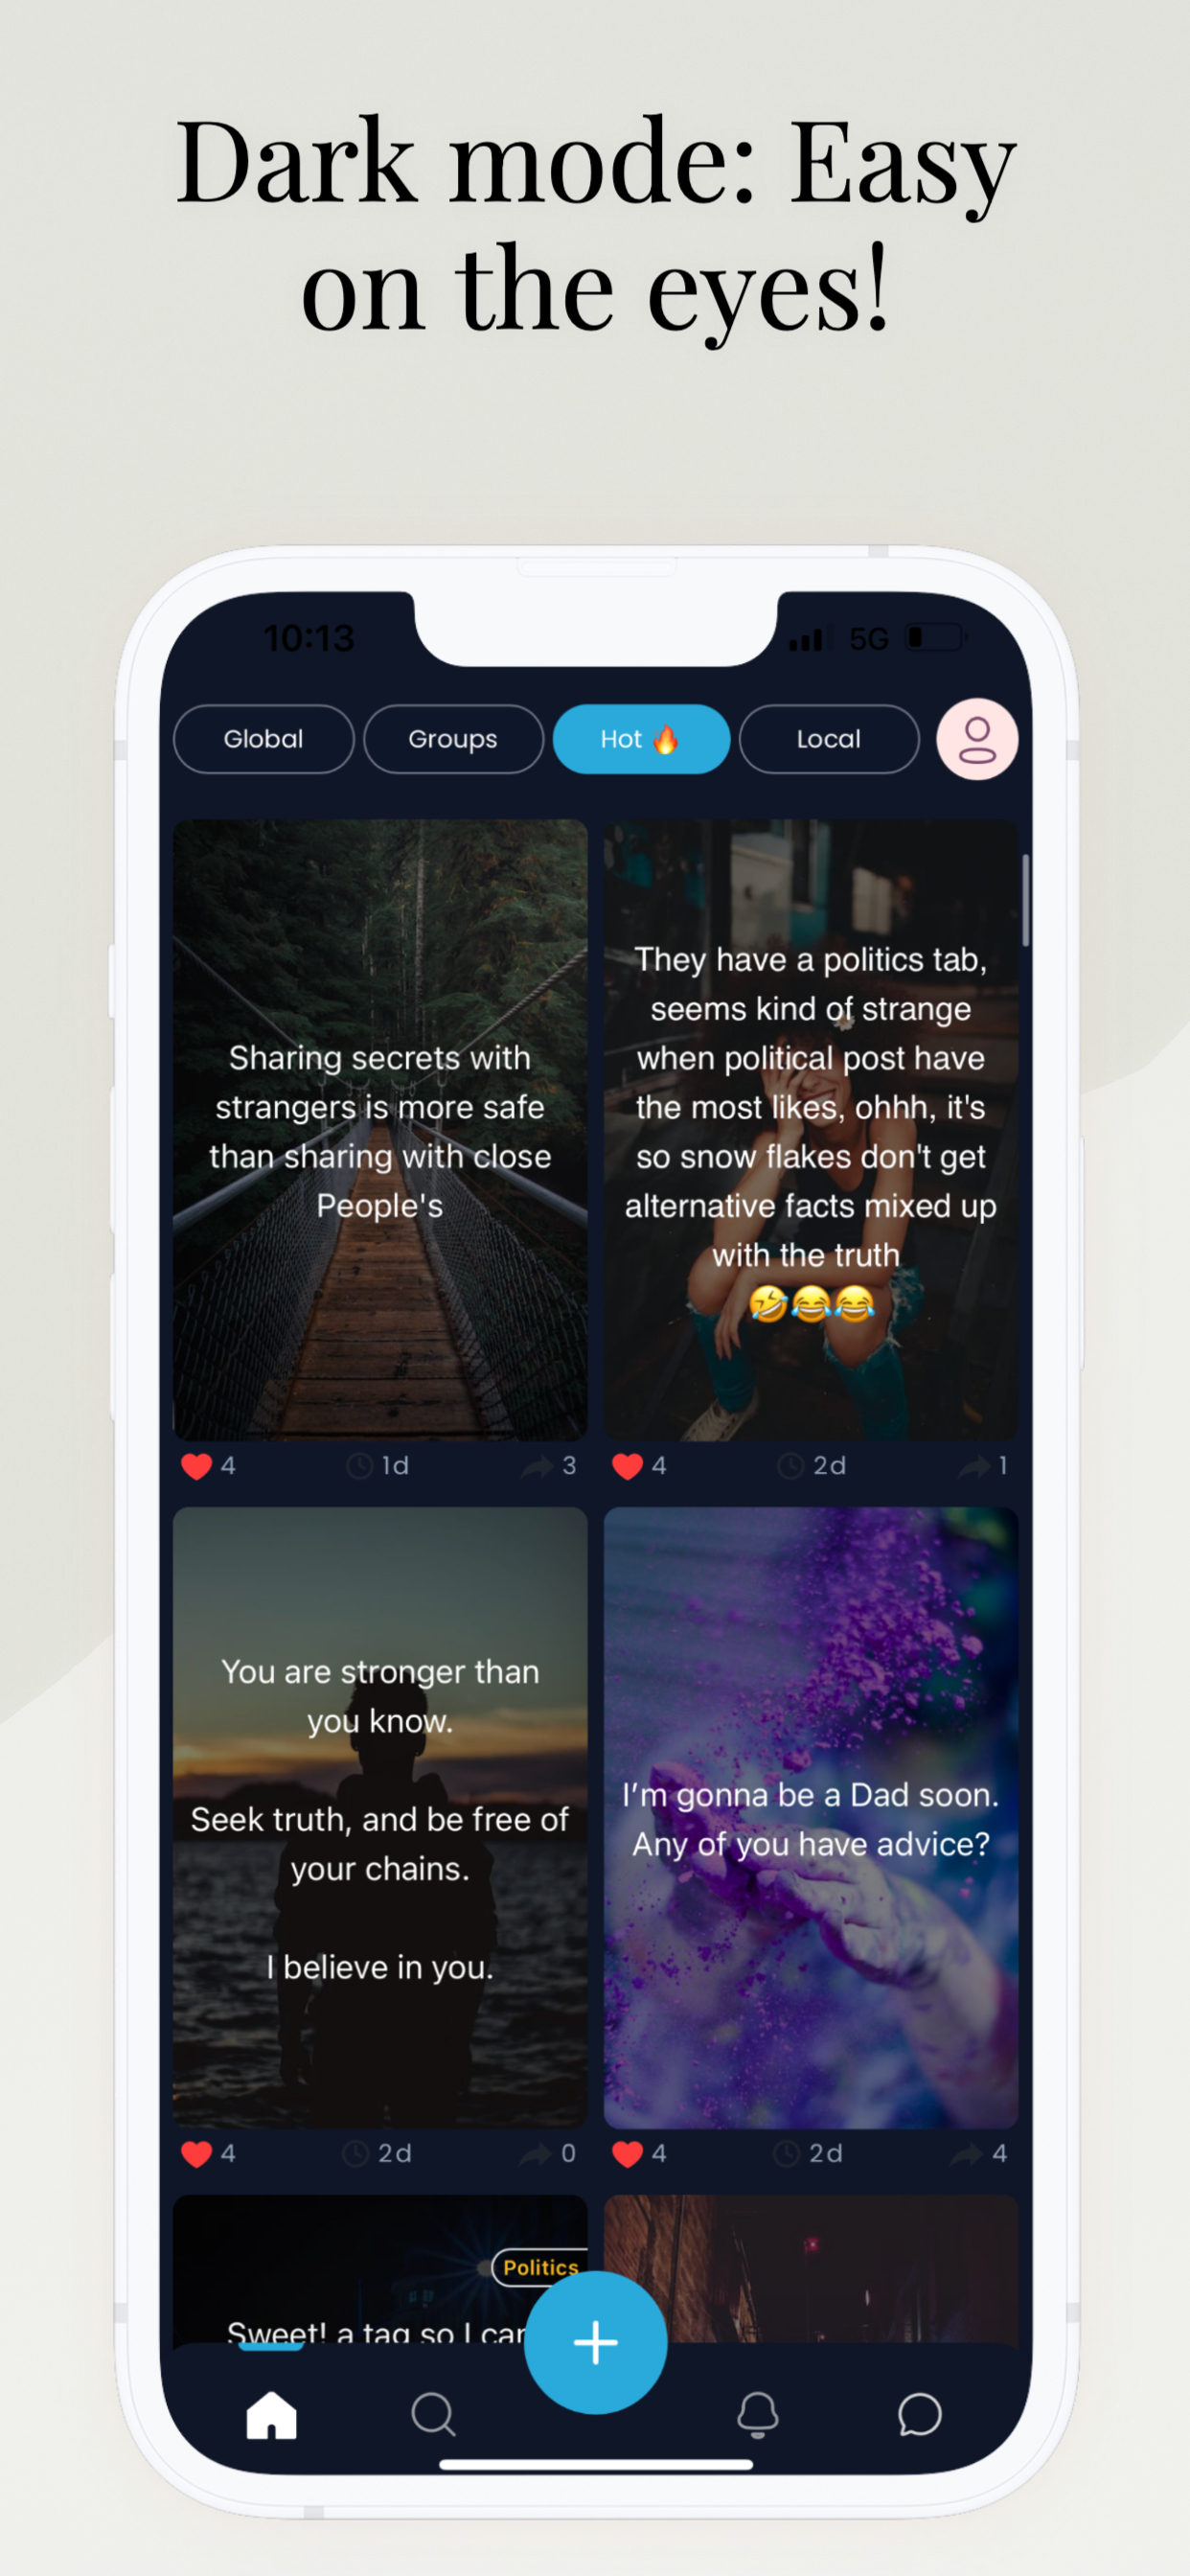 Dark mode: Easy
on the eyes!
10:13
5G
Global
Groups
Hot 🔥
Local
Sharing secrets with
strangers is more safe
than sharing with close
People's
They have a politics tab,
seems kind of strange
when political post have
the most likes, ohhh, it's
so snow flakes don't get
alternative facts mixed up
with the truth
🤣😂😂
4
1d
3
4
2d
1
You are stronger than
you know.
Seek truth, and be free of
your chains.
I believe in you.
I'm gonna be a Dad soon.
Any of you have advice?
4
2d
0
4
2d
4
Politics
Sweet! a tag so I can